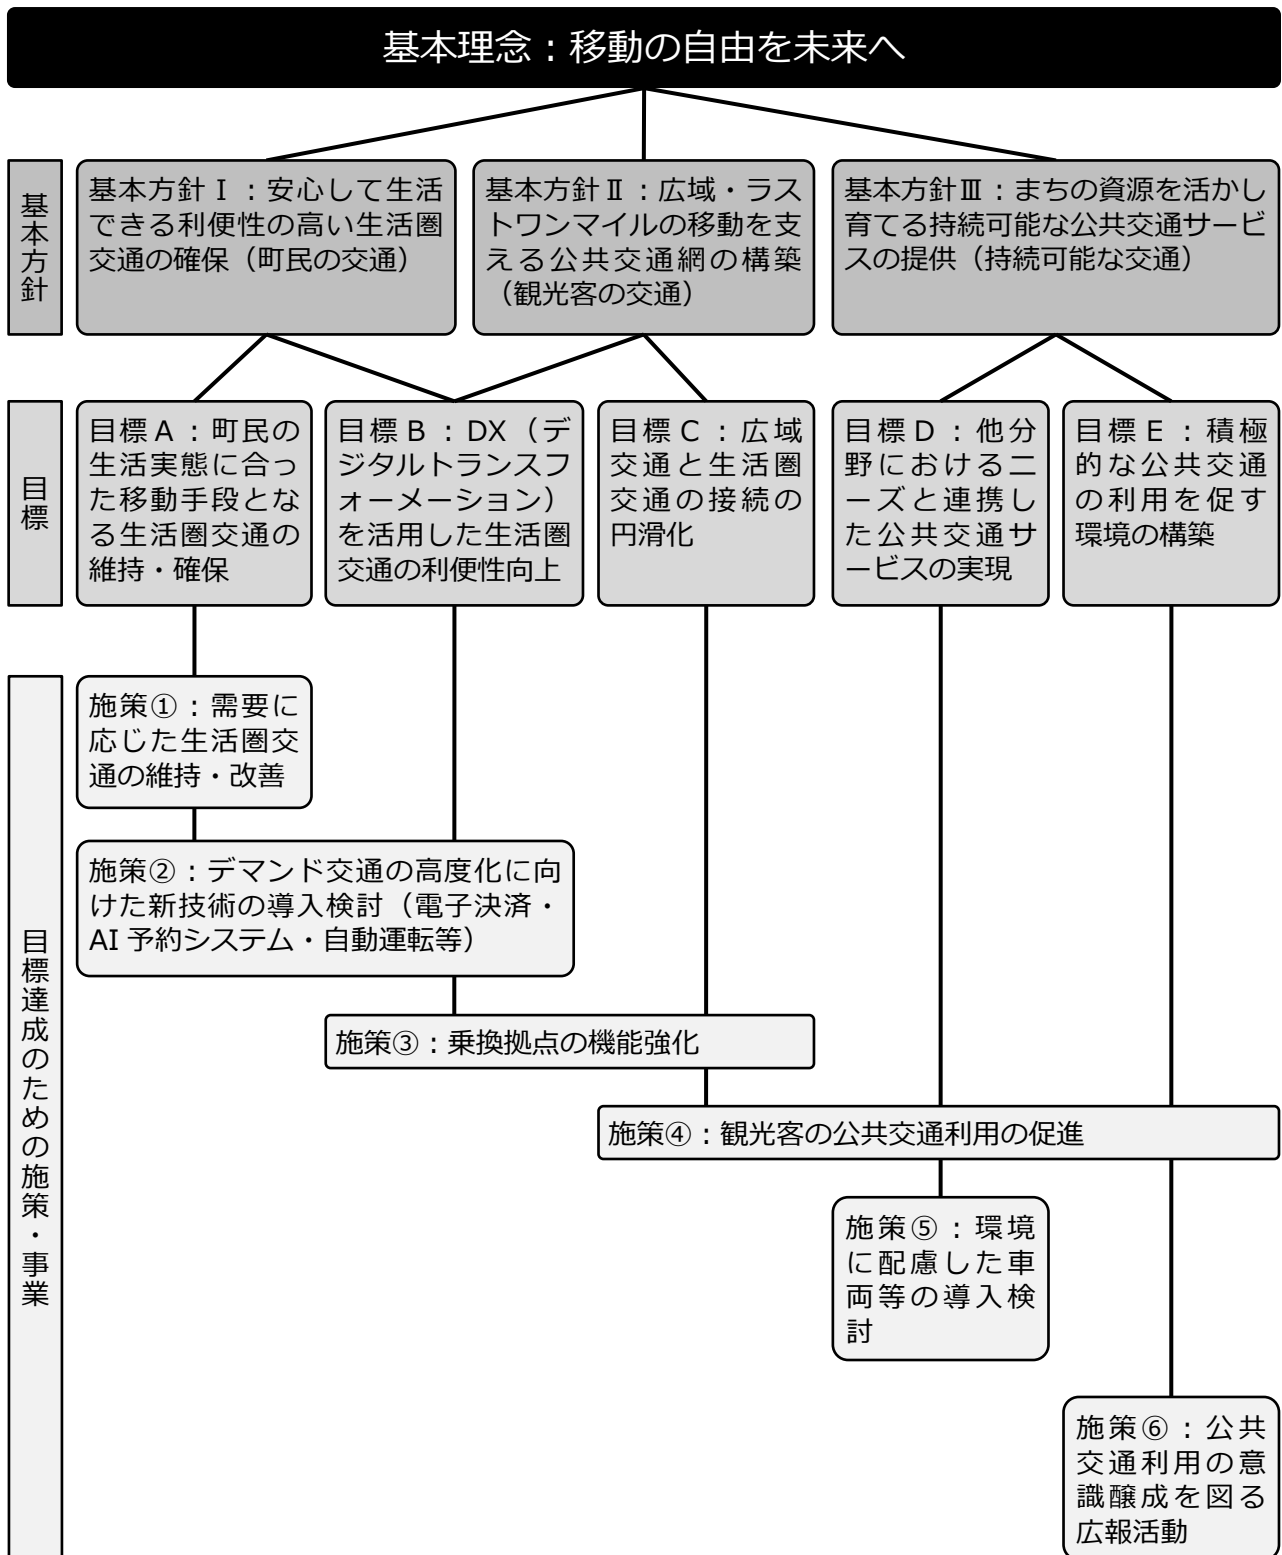 基本理念：移動の自由を未来へ
基本方針
基本方針Ⅰ：安心して生活
できる利便性の高い生活圏
交通の確保（町民の交通）
基本方針Ⅱ：広域・ラス
トワンマイルの移動を支
える公共交通網の構築
（観光客の交通）
基本方針Ⅲ：まちの資源を活かし
育てる持続可能な公共交通サービ
スの提供（持続可能な交通）
目標
目標A：町民の
生活実態に合っ
た移動手段とな
る生活圏交通の
維持・確保
目標B：DX（デ
ジタルトランスフ
ォーメーション）
を活用した生活圏
交通の利便性向上
目標C：広域
交通と生活圏
交通の接続の
円滑化
目標D：他分
野におけるニ
ーズと連携し
た公共交通サ
ービスの実現
目標E：積極
的な公共交通
の利用を促す
環境の構築
目標達成のための施策・事業
施策①：需要に
応じた生活圏交
通の維持・改善
施策②：デマンド交通の高度化に向
けた新技術の導入検討（電子決済・
AI予約システム・自動運転等）
施策③：乗換拠点の機能強化
施策④：観光客の公共交通利用の促進
施策⑤：環境
に配慮した車
両等の導入検
討
施策⑥：公共
交通利用の意
識醸成を図る
広報活動